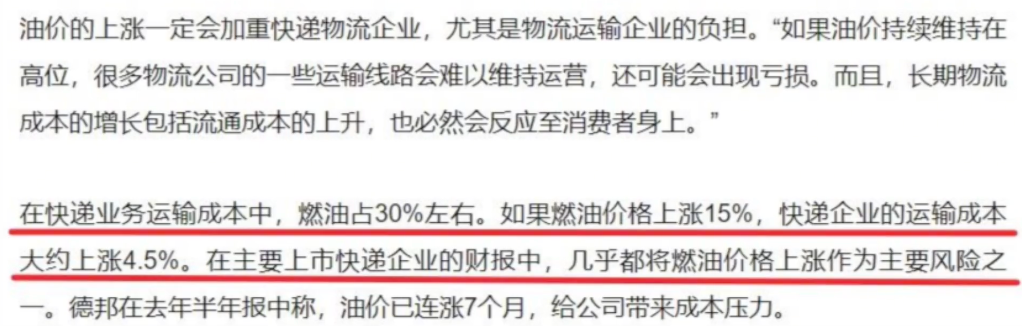 油价的上涨一定会加重快递物流企业，尤其是物流运输企业的负担。“如果油价持续维持在
高位，很多物流公司的一些运输线路会难以维持运营，还可能会出现亏损。而且，长期物流
成本的增长包括流通成本的上升，也必然会反应至消费者身上。”
在快递业务运输成本中，燃油占30%左右。如果燃油价格上涨15%，快递企业的运输成本
大约上涨4.5%。在主要上市快递企业的财报中，几乎都将燃油价格上涨作为主要风险之
一。德邦在去年半年报中称，油价已连涨7个月，给公司带来成本压力。